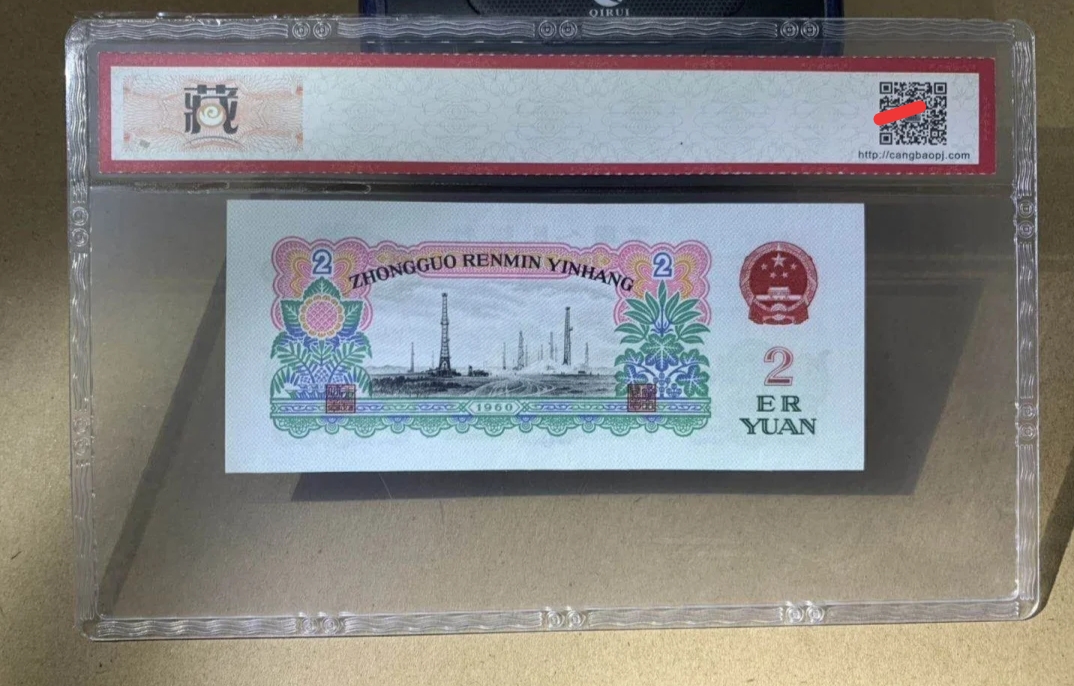 QIRUI
藏
http://cangbaopj.com
2
ZHONGGUO RENMIN YINHANG
2
1960
2
ER
YUAN